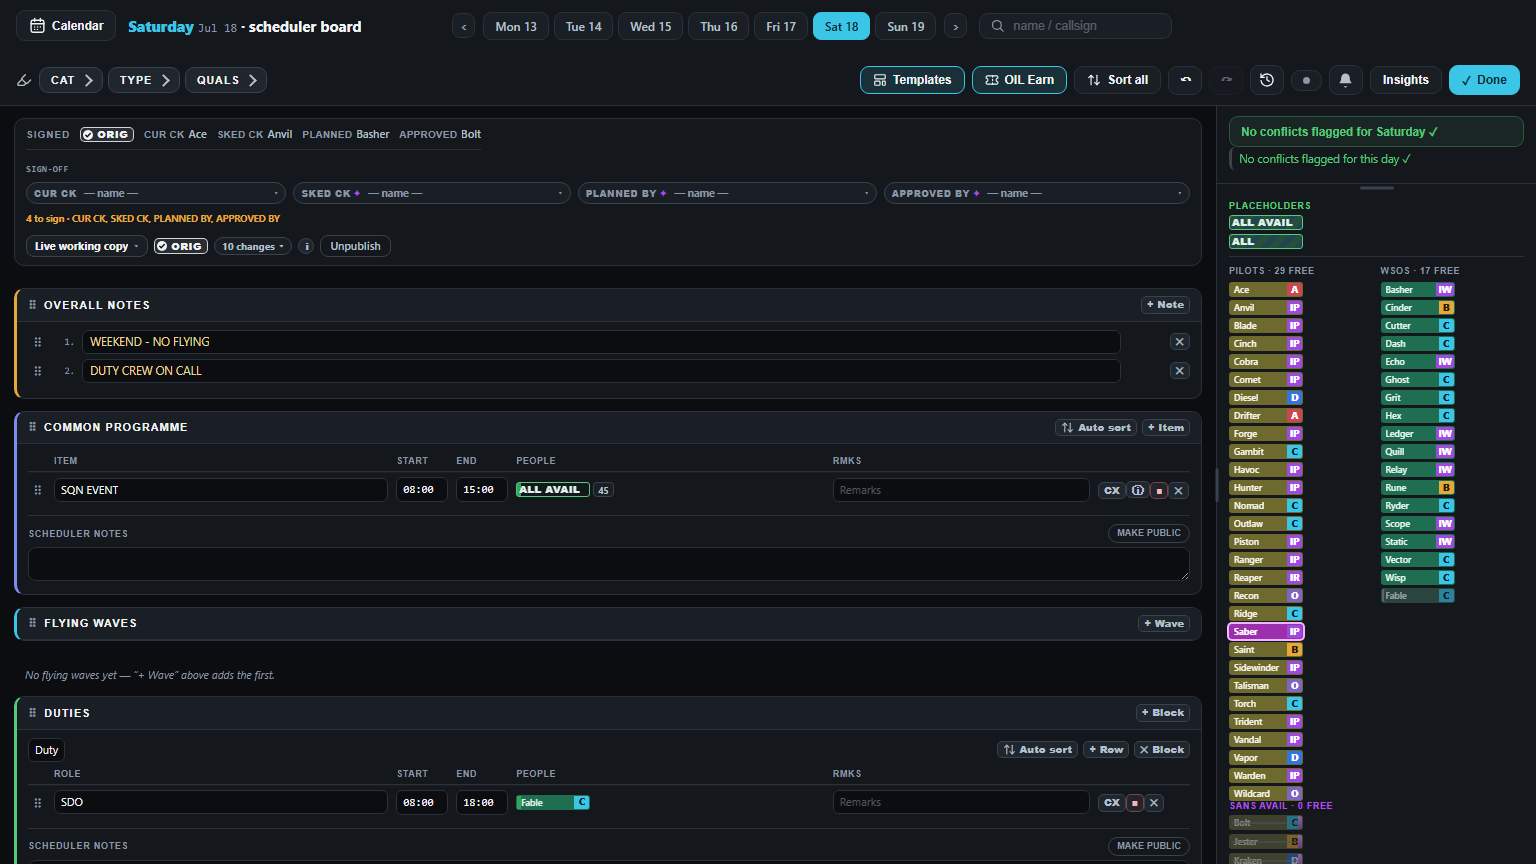 Calendar
Saturday Jul 18 · scheduler board
‹ Mon 13 Tue 14 Wed 15 Thu 16 Fri 17 Sat 18 Sun 19 ›
name / callsign
CAT TYPE QUALS
Templates OIL Earn Sort all Insights ✓ Done
SIGNED ORIG CUR CK Ace SKED CK Anvil PLANNED Basher APPROVED Bolt
SIGN-OFF
CUR CK — name — SKED CK ✦ — name — PLANNED BY ✦ — name — APPROVED BY ✦ — name —
4 to sign · CUR CK, SKED CK, PLANNED BY, APPROVED BY
Live working copy ORIG 10 changes i Unpublish
OVERALL NOTES + Note
1. WEEKEND - NO FLYING ✕
2. DUTY CREW ON CALL ✕
COMMON PROGRAMME Auto sort + Item
ITEM START END PEOPLE RMKS
SQN EVENT 08:00 15:00 ALL AVAIL 45 Remarks CX ✕
SCHEDULER NOTES MAKE PUBLIC
FLYING WAVES + Wave
No flying waves yet — "+ Wave" above adds the first.
DUTIES + Block
Duty Auto sort + Row ✕ Block
ROLE START END PEOPLE RMKS
SDO 08:00 18:00 Fable C Remarks CX ✕
SCHEDULER NOTES MAKE PUBLIC
No conflicts flagged for Saturday ✓
No conflicts flagged for this day ✓
PLACEHOLDERS
ALL AVAIL
ALL
PILOTS · 29 FREE
Ace A
Anvil IP
Blade IP
Cinch IP
Cobra IP
Comet IP
Diesel D
Drifter A
Forge IP
Gambit C
Havoc IP
Hunter IP
Nomad C
Outlaw C
Piston IP
Ranger IP
Reaper IR
Recon O
Ridge C
Saber IP
Saint B
Sidewinder IP
Talisman O
Torch C
Trident IP
Vandal IP
Vapor D
Warden IP
Wildcard O
SANS AVAIL · 0 FREE
Bolt C
Jester B
Kraken D
WSOS · 17 FREE
Basher IW
Cinder B
Cutter C
Dash C
Echo IW
Ghost C
Grit C
Hex C
Ledger IW
Quill IW
Relay IW
Rune B
Ryder C
Scope IW
Static IW
Vector C
Wisp C
Fable C